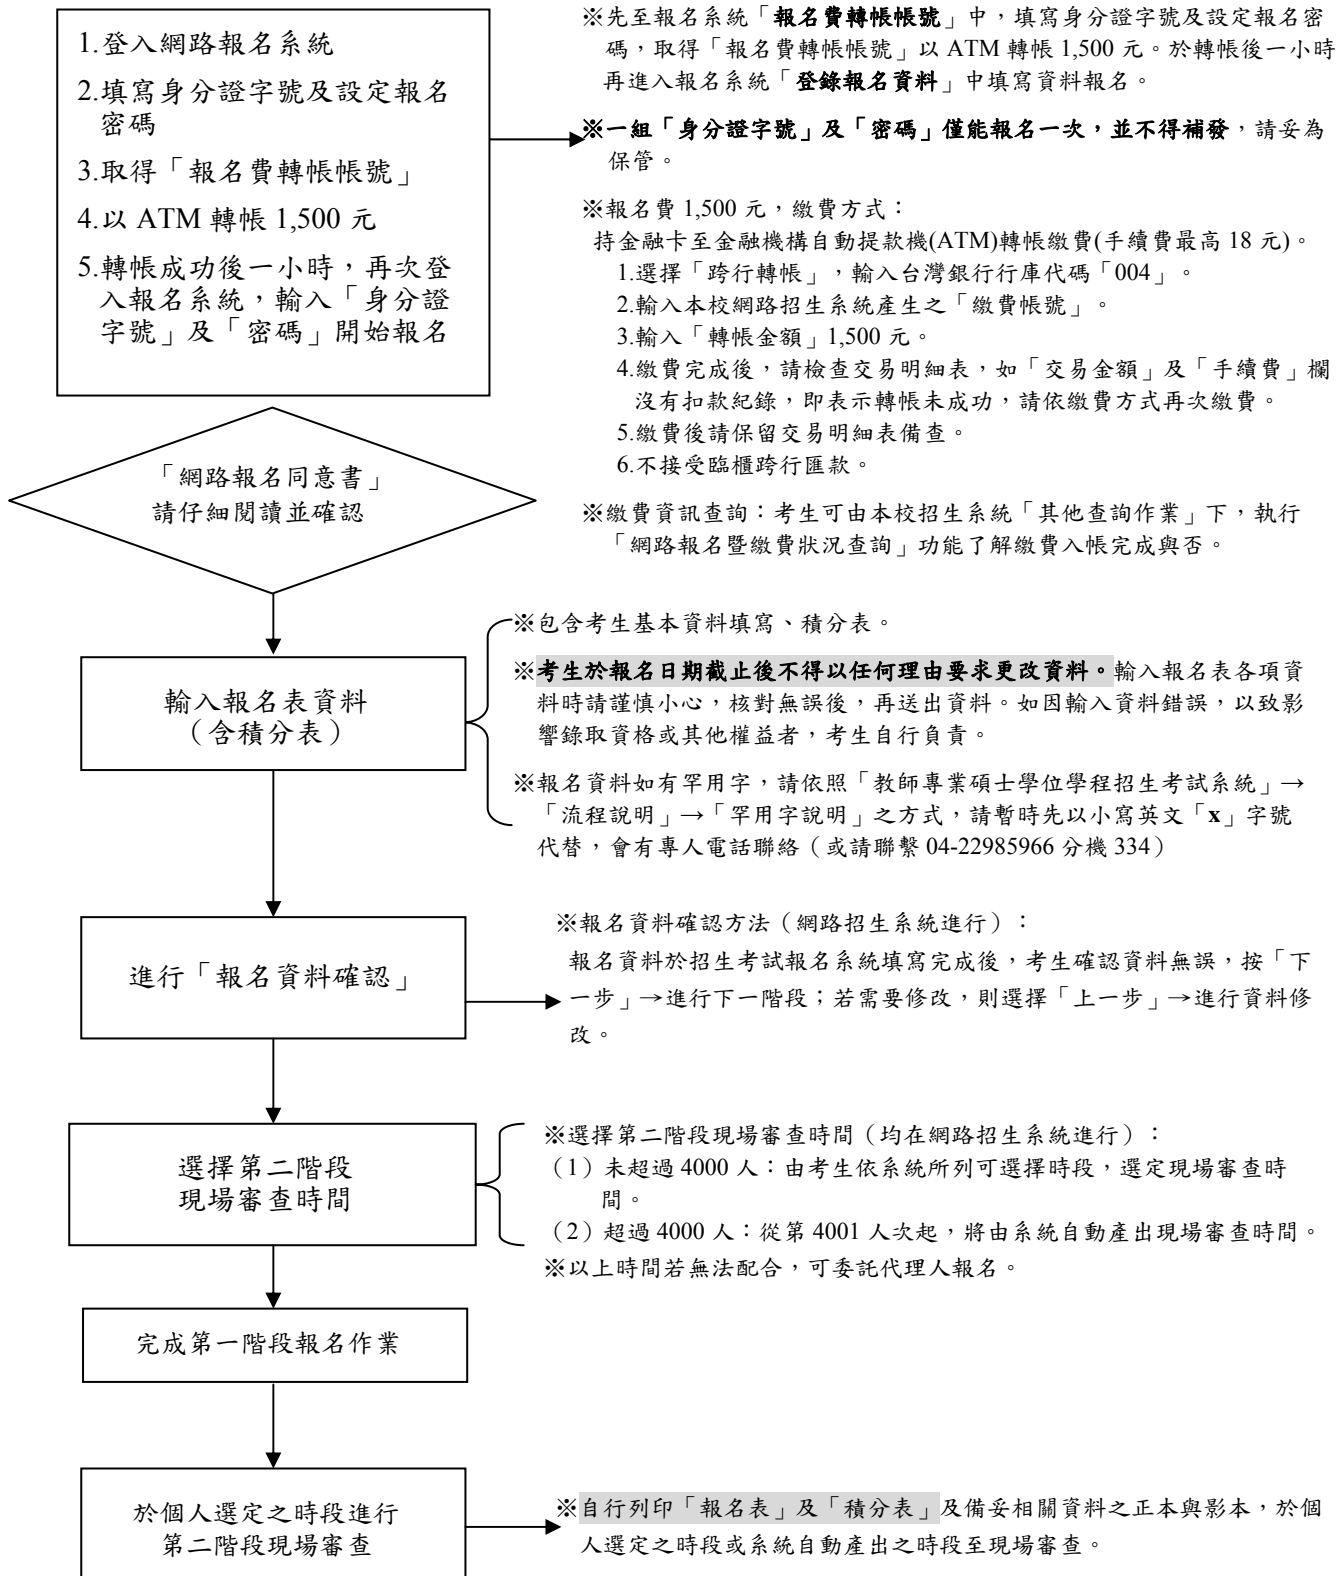 1.登入網路報名系統
2.填寫身分證字號及設定報名
密碼
3.取得「報名費轉帳帳號」
4.以 ATM 轉帳 1,500 元
5.轉帳成功後一小時，再次登
入報名系統，輸入「身分證
字號」及「密碼」開始報名
※先至報名系統「報名費轉帳帳號」中，填寫身分證字號及設定報名密
碼，取得「報名費轉帳帳號」以 ATM 轉帳 1,500 元。於轉帳後一小時
再進入報名系統「登錄報名資料」中填寫資料報名。
※一組「身分證字號」及「密碼」僅能報名一次，並不得補發，請妥為
保管。
※報名費 1,500 元，繳費方式：
持金融卡至金融機構自動提款機(ATM)轉帳繳費(手續費最高 18 元)。
1.選擇「跨行轉帳」，輸入台灣銀行行庫代碼「004」。
2.輸入本校網路招生系統產生之「繳費帳號」。
3.輸入「轉帳金額」1,500 元。
4.繳費完成後，請檢查交易明細表，如「交易金額」及「手續費」欄
沒有扣款紀錄，即表示轉帳未成功，請依繳費方式再次繳費。
5.繳費後請保留交易明細表備查。
6.不接受臨櫃跨行匯款。
※繳費資訊查詢：考生可由本校招生系統「其他查詢作業」下，執行
「網路報名暨繳費狀況查詢」功能了解繳費入帳完成與否。
「網路報名同意書」
請仔細閱讀並確認
輸入報名表資料
（含積分表）
※包含考生基本資料填寫、積分表。
※考生於報名日期截止後不得以任何理由要求更改資料。輸入報名表各項資
料時請謹慎小心，核對無誤後，再送出資料。如因輸入資料錯誤，以致影
響錄取資格或其他權益者，考生自行負責。
※報名資料如有罕用字，請依照「教師專業碩士學位學程招生考試系統」→
「流程說明」→「罕用字說明」之方式，請暫時先以小寫英文「x」字號
代替，會有專人電話聯絡（或請聯繫 04-22985966 分機 334）
進行「報名資料確認」
※報名資料確認方法（網路招生系統進行）：
報名資料於招生考試報名系統填寫完成後，考生確認資料無誤，按「下
一步」→進行下一階段；若需要修改，則選擇「上一步」→進行資料修
改。
選擇第二階段
現場審查時間
※選擇第二階段現場審查時間（均在網路招生系統進行）：
（1）未超過 4000 人：由考生依系統所列可選擇時段，選定現場審查時
間。
（2）超過 4000 人：從第 4001 人次起，將由系統自動產出現場審查時間。
※以上時間若無法配合，可委託代理人報名。
完成第一階段報名作業
於個人選定之時段進行
第二階段現場審查
※自行列印「報名表」及「積分表」及備妥相關資料之正本與影本，於個
人選定之時段或系統自動產出之時段至現場審查。